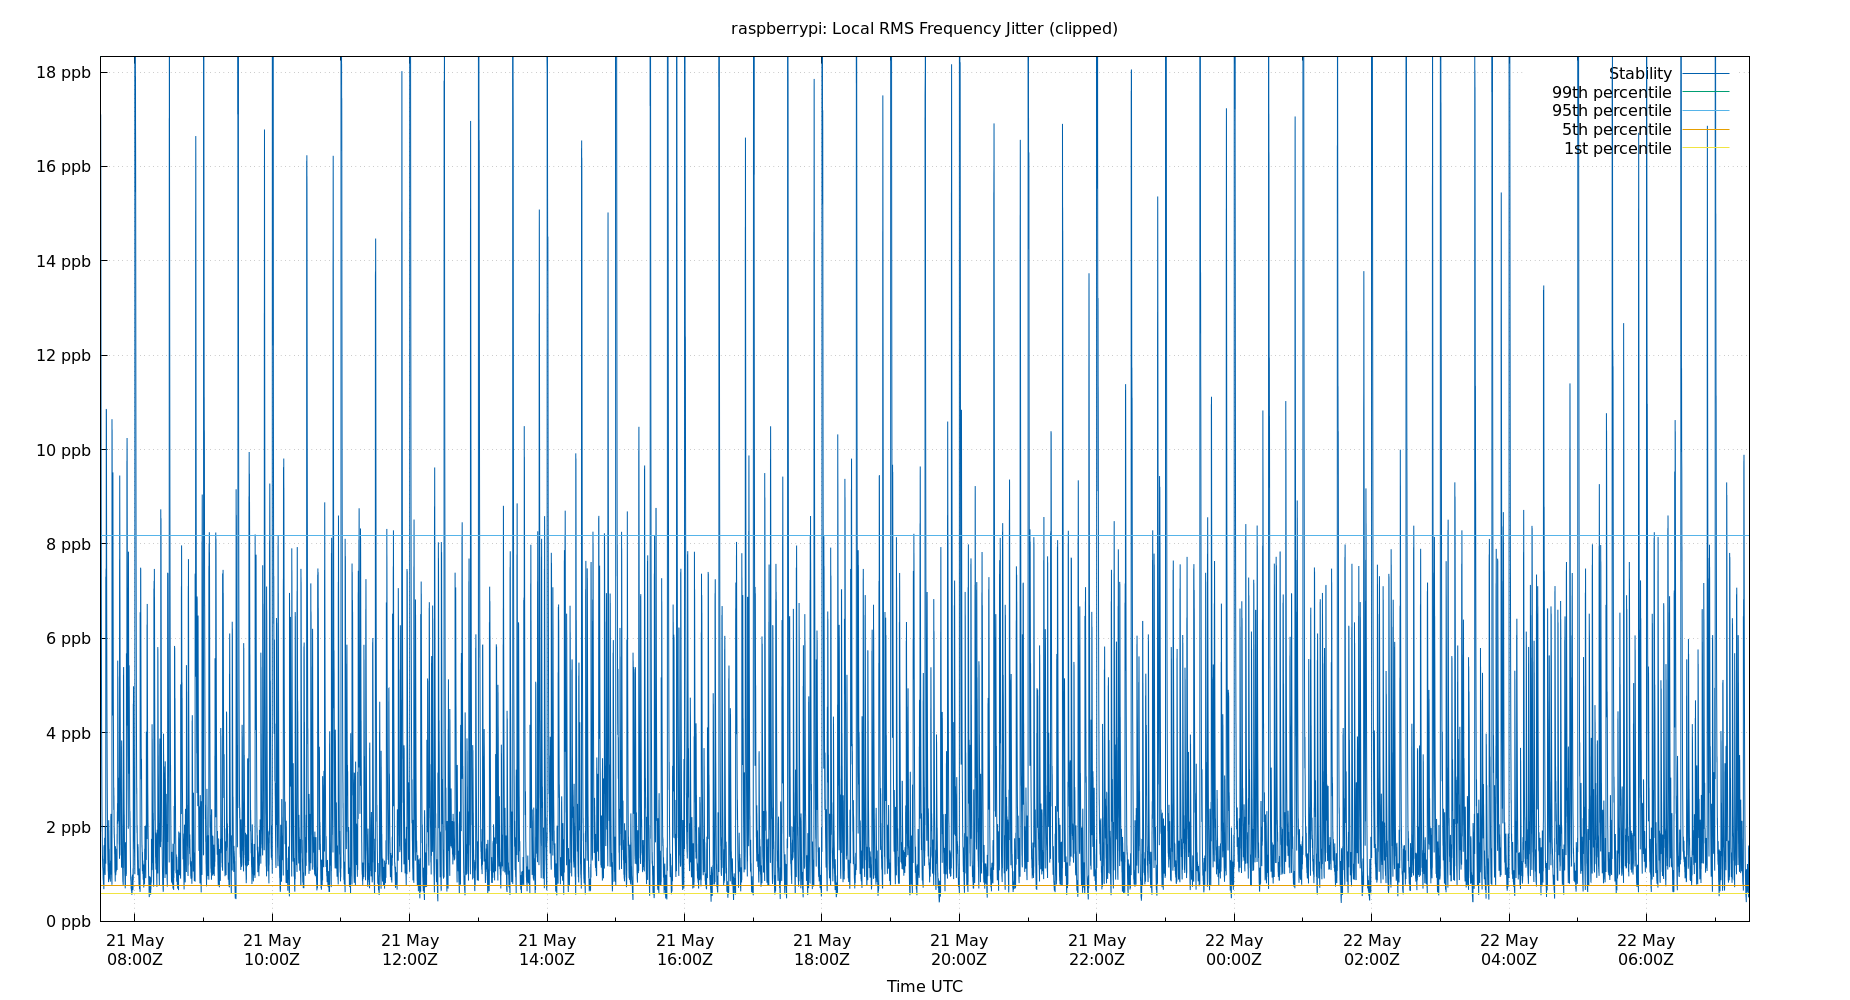 raspberrypi: Local RMS Frequency Jitter (clipped)
18 ppb
16 ppb
14 ppb
12 ppb
10 ppb
8 ppb
6 ppb
4 ppb
2 ppb
0 ppb
Stability
99th percentile
95th percentile
5th percentile
1st percentile
21 May 21 May 21 May 21 May 21 May 21 May 21 May 21 May 22 May 22 May 22 May 22 May
08:00Z 10:00Z 12:00Z 14:00Z 16:00Z 18:00Z 20:00Z 22:00Z 00:00Z 02:00Z 04:00Z 06:00Z
Time UTC